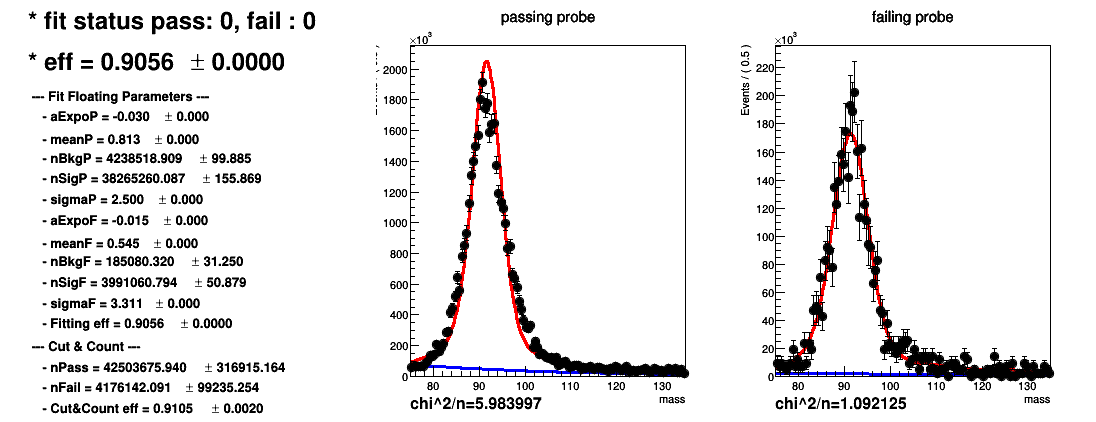 * fit status pass: 0, fail : 0
* eff = 0.9056 ± 0.0000
--- Fit Floating Parameters ---
- aExpoP = -0.030 ± 0.000
- meanP = 0.813 ± 0.000
- nBkgP = 4238518.909 ± 99.885
- nSigP = 38265260.087 ± 155.869
- sigmaP = 2.500 ± 0.000
- aExpoF = -0.015 ± 0.000
- meanF = 0.545 ± 0.000
- nBkgF = 185080.320 ± 31.250
- nSigF = 3991060.794 ± 50.879
- sigmaF = 3.311 ± 0.000
- Fitting eff = 0.9056 ± 0.0000
--- Cut & Count ---
- nPass = 42503675.940 ± 316915.164
- nFail = 4176142.091 ± 99235.254
- Cut&Count eff = 0.9105 ± 0.0020
passing probe
×10³
2000
1800
1600
1400
1200
1000
800
600
400
200
0
80 90 100 110 120 130
mass
chi^2/n=5.983997
failing probe
×10³
Events / ( 0.5 )
220
200
180
160
140
120
100
80
60
40
20
0
80 90 100 110 120 130
mass
chi^2/n=1.092125